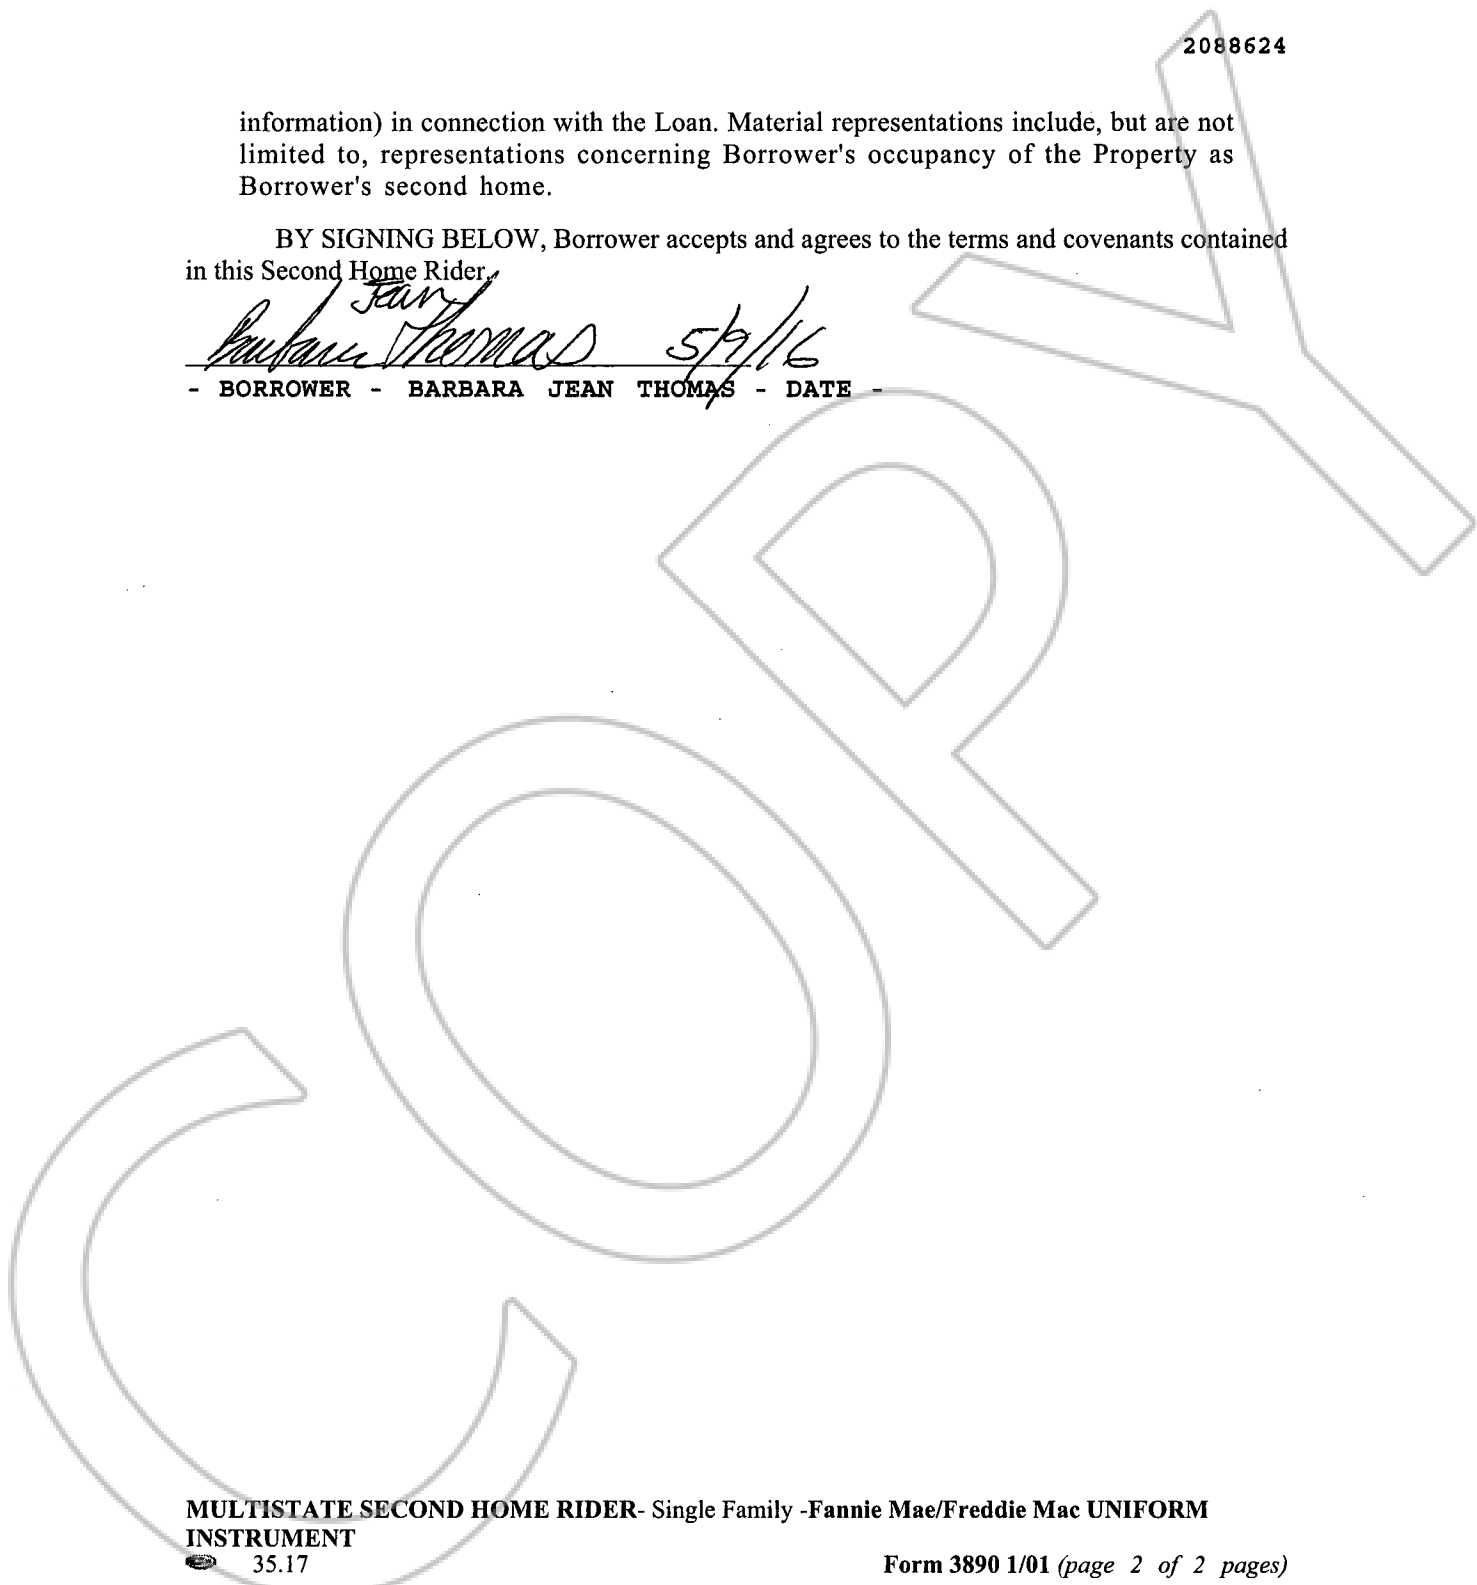 2088624
information) in connection with the Loan. Material representations include, but are not
limited to, representations concerning Borrower's occupancy of the Property as
Borrower's second home.
BY SIGNING BELOW, Borrower accepts and agrees to the terms and covenants contained
in this Second Home Rider.
Jean
Barbara Thomas 5/9/16
- BORROWER - BARBARA JEAN THOMAS - DATE -
COPY
MULTISTATE SECOND HOME RIDER- Single Family -Fannie Mae/Freddie Mac UNIFORM
INSTRUMENT
35.17
Form 3890 1/01 (page 2 of 2 pages)